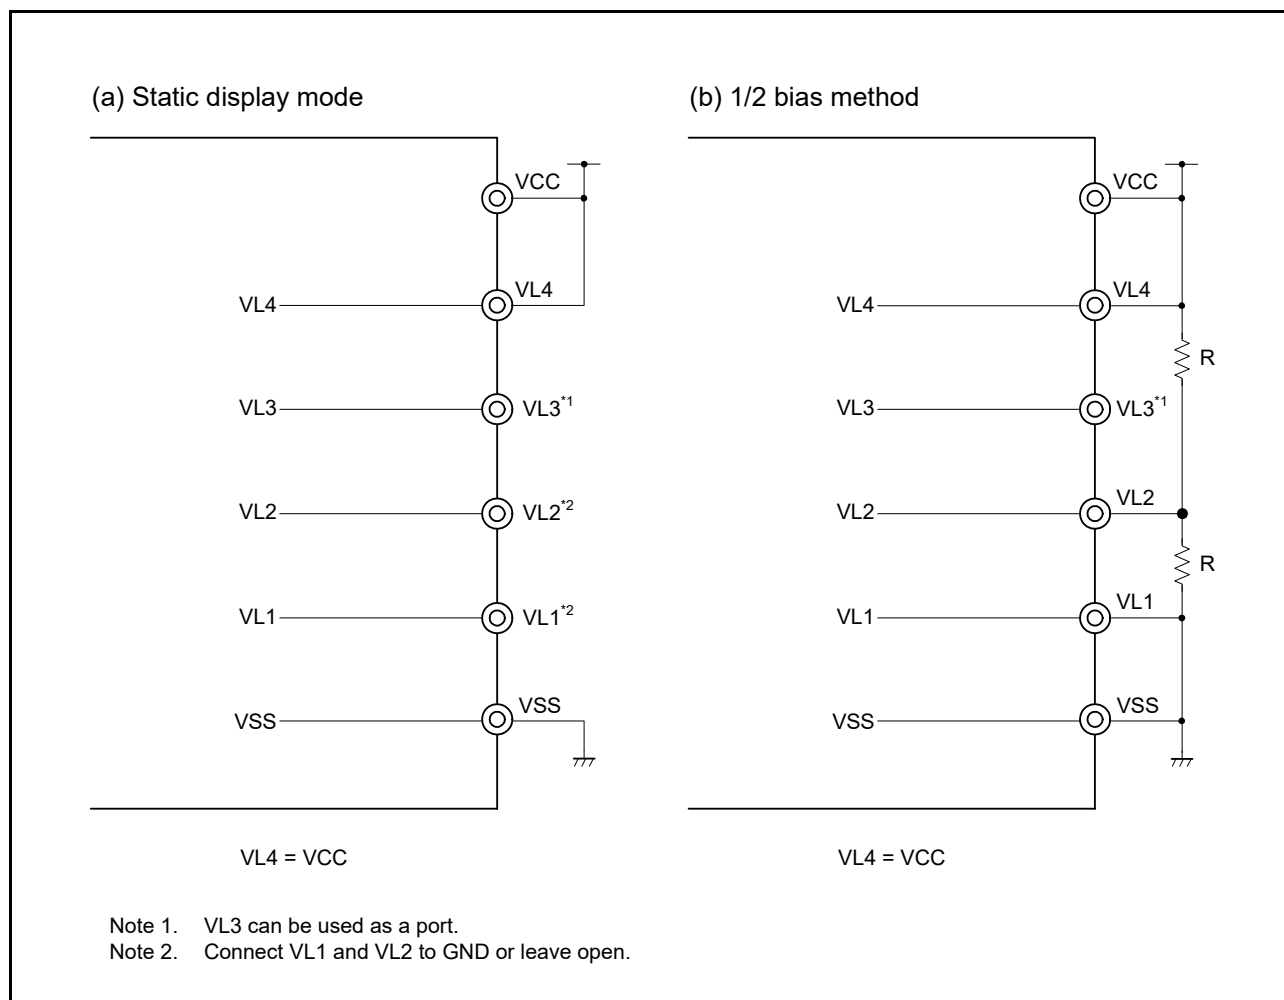 (a) Static display mode
VCC
VL4 VL4
VL3 VL3*1
VL2 VL2*2
VL1 VL1*2
VSS VSS
VL4 = VCC
(b) 1/2 bias method
VCC
VL4 VL4
R
VL3 VL3*1
VL2 VL2
R
VL1 VL1
VSS VSS
VL4 = VCC
Note 1. VL3 can be used as a port.
Note 2. Connect VL1 and VL2 to GND or leave open.